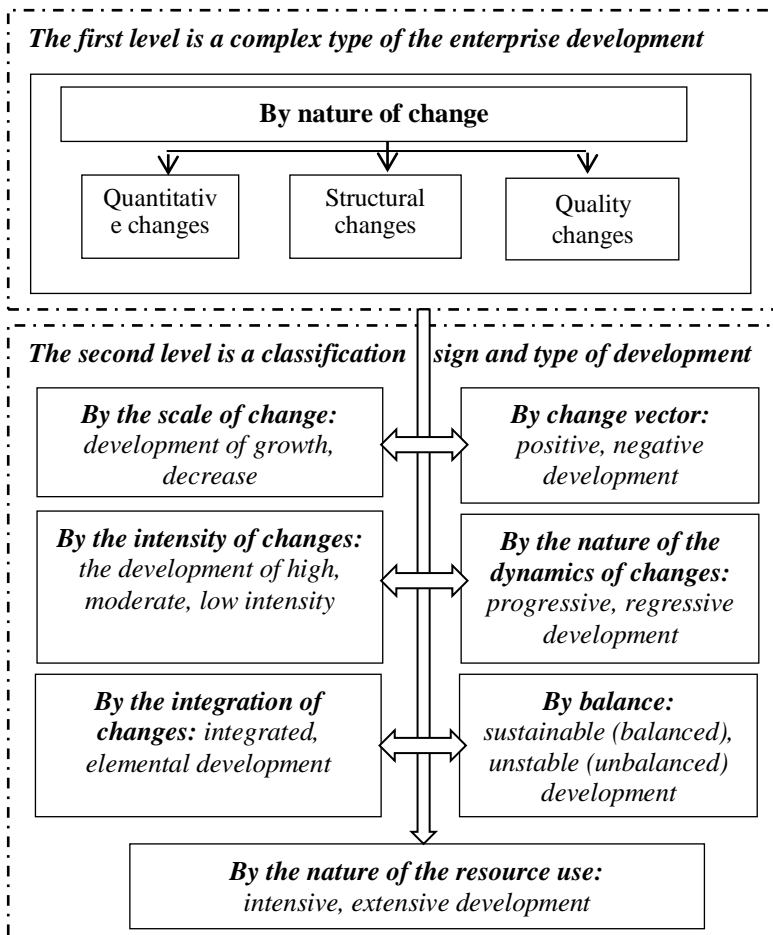 The first level is a complex type of the enterprise development
By nature of change
Quantitativ
e changes
Structural
changes
Quality
changes
The second level is a classification sign and type of development
By the scale of change:
development of growth,
decrease
By change vector:
positive, negative
development
By the intensity of changes:
the development of high,
moderate, low intensity
By the nature of the
dynamics of changes:
progressive, regressive
development
By the integration of
changes: integrated,
elemental development
By balance:
sustainable (balanced),
unstable (unbalanced)
development
By the nature of the resource use:
intensive, extensive development